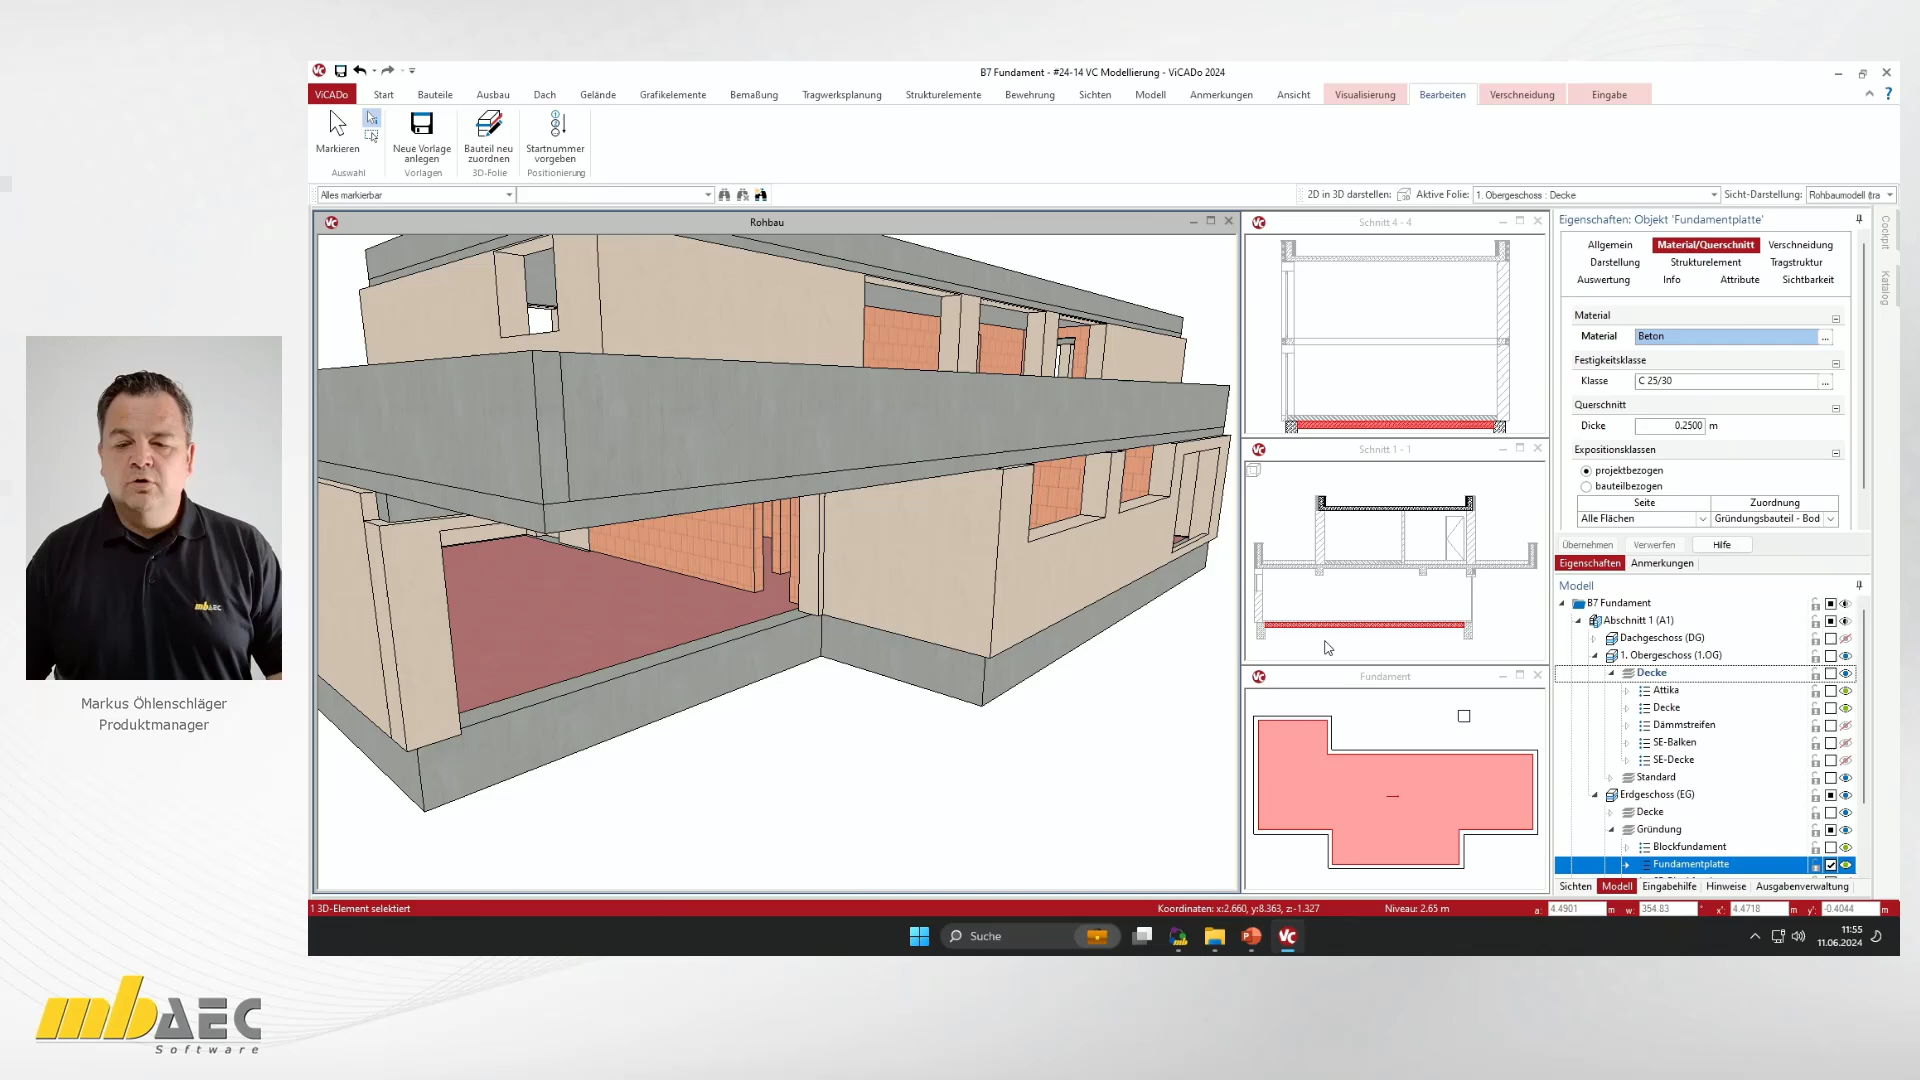 B7 Fundament - #24-14 VC Modellierung - ViCADo 2024
ViCADo Start Bauteile Ausbau Dach Gelände Grafikelemente Bemaßung Tragwerksplanung Strukturelemente Bewehrung Sichten Modell Anmerkungen Ansicht Visualisierung Bearbeiten Verschneidung Eingabe
Markieren
Neue Vorlage anlegen
Bauteil neu zuordnen
Startnummer vorgeben
Auswahl Vorlagen 3D-Folie Positionierung
Alles markierbar
2D in 3D darstellen: Aktive Folie: 1. Obergeschoss : Decke Sicht-Darstellung: Rohbaumodell (tra
Rohbau
Schnitt 4 - 4
Schnitt 1 - 1
Fundament
Eigenschaften: Objekt 'Fundamentplatte'
Allgemein Material/Querschnitt Verschneidung
Darstellung Strukturelement Tragstruktur
Auswertung Info Attribute Sichtbarkeit
Material
Material Beton ...
Festigkeitsklasse
Klasse C 25/30 ...
Querschnitt
Dicke 0.2500 m
Expositionsklassen
projektbezogen
bauteilbezogen
Seite Zuordnung
Alle Flächen Gründungsbauteil - Bod
Übernehmen Verwerfen Hilfe
Eigenschaften Anmerkungen
Cockpit
Katalog
Modell
B7 Fundament
Abschnitt 1 (A1)
Dachgeschoss (DG)
1. Obergeschoss (1.OG)
Decke
Attika
Decke
Dämmstreifen
SE-Balken
SE-Decke
Standard
Erdgeschoss (EG)
Decke
Gründung
Blockfundament
Fundamentplatte
Sichten Modell Eingabehilfe Hinweise Ausgabenverwaltung
1 3D-Element selektiert Koordinaten: x:2.660, y:8.363, z:-1.327 Niveau: 2.65 m a: 4.4901 m w: 354.83 ° x': 4.4718 m y': -0.4044 m
Suche
11:55
11.06.2024
mbAEC
Markus Öhlenschläger
Produktmanager
mbAEC
Software